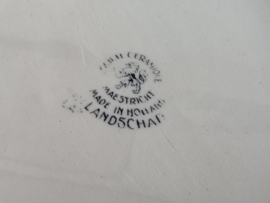 CERAMIQUE
MAESTRICHT
MADE IN HOLLAND
LANDSCHAP